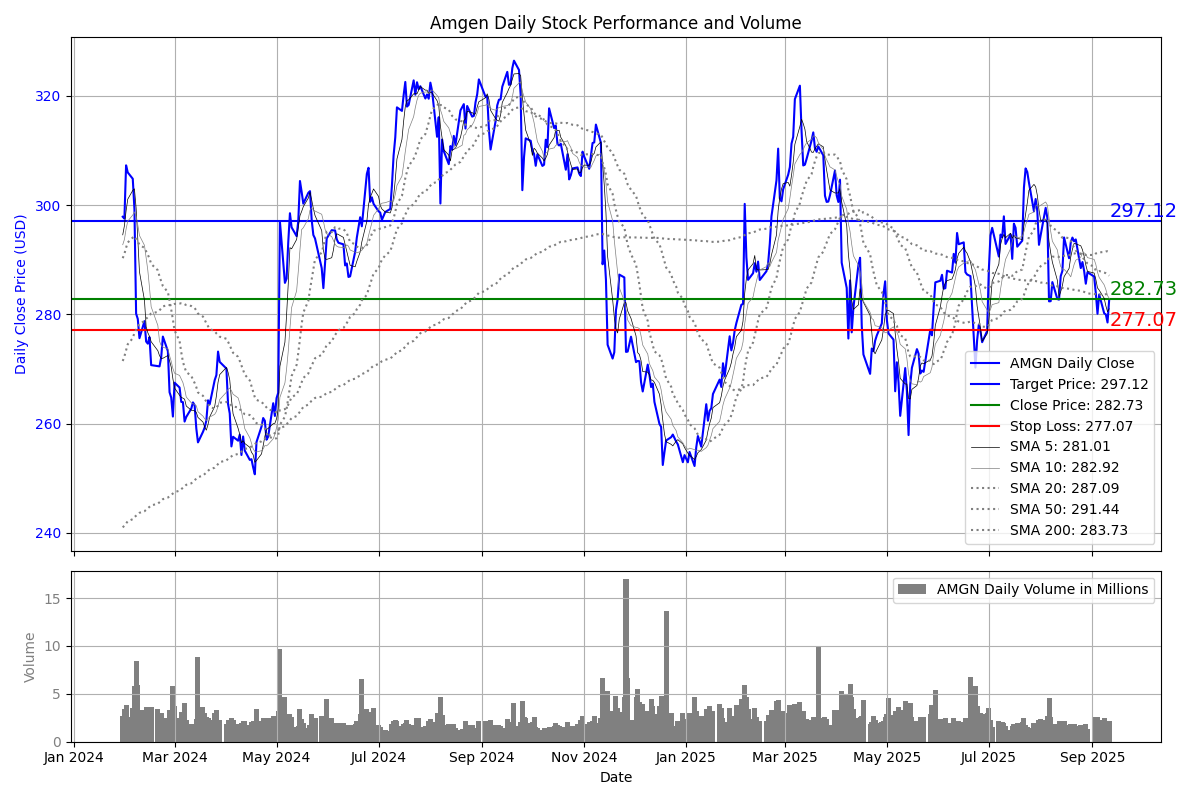 Amgen Daily Stock Performance and Volume
Daily Close Price (USD)
320
300
280
260
240
297.12
282.73
277.07
AMGN Daily Close
Target Price: 297.12
Close Price: 282.73
Stop Loss: 277.07
SMA 5: 281.01
SMA 10: 282.92
SMA 20: 287.09
SMA 50: 291.44
SMA 200: 283.73
Volume
15
10
5
0
AMGN Daily Volume in Millions
Jan 2024 Mar 2024 May 2024 Jul 2024 Sep 2024 Nov 2024 Jan 2025 Mar 2025 May 2025 Jul 2025 Sep 2025
Date